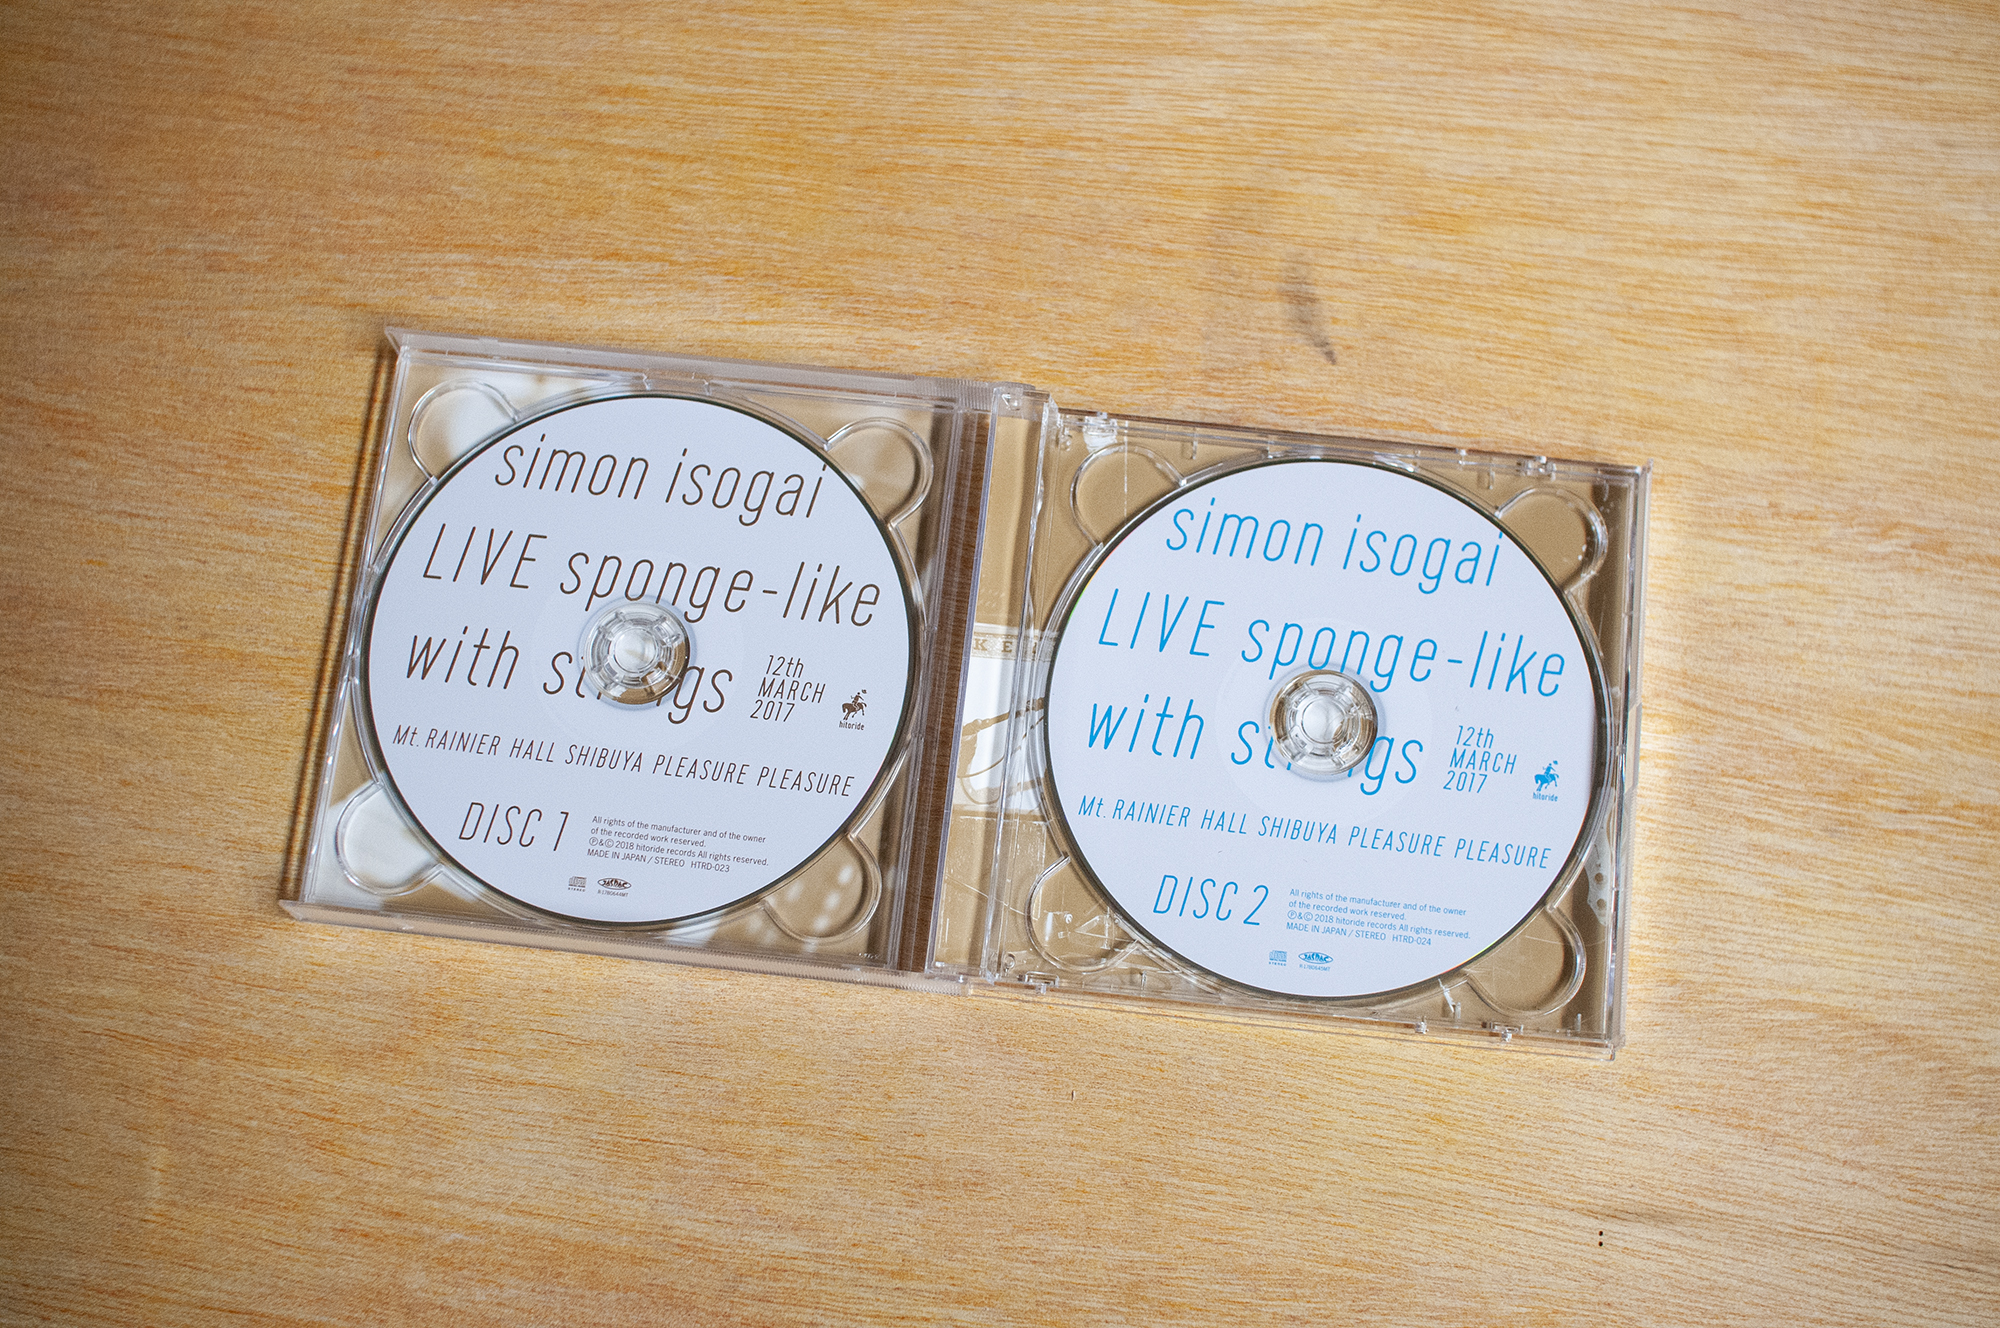 simon isogai
LIVE sponge-like
with strings
12th
MARCH
2017
hitoride
Mt. RAINIER HALL SHIBUYA PLEASURE PLEASURE
DISC 1
All rights of the manufacturer and of the owner
of the recorded work reserved.
Ⓟ&Ⓒ 2018 hitoride records All rights reserved.
MADE IN JAPAN / STEREO HTRD-023
JASRAC
simon isogai
LIVE sponge-like
with strings
12th
MARCH
2017
hitoride
Mt. RAINIER HALL SHIBUYA PLEASURE PLEASURE
DISC 2
All rights of the manufacturer and of the owner
of the recorded work reserved.
Ⓟ&Ⓒ 2018 hitoride records All rights reserved.
MADE IN JAPAN / STEREO HTRD-024
JASRAC